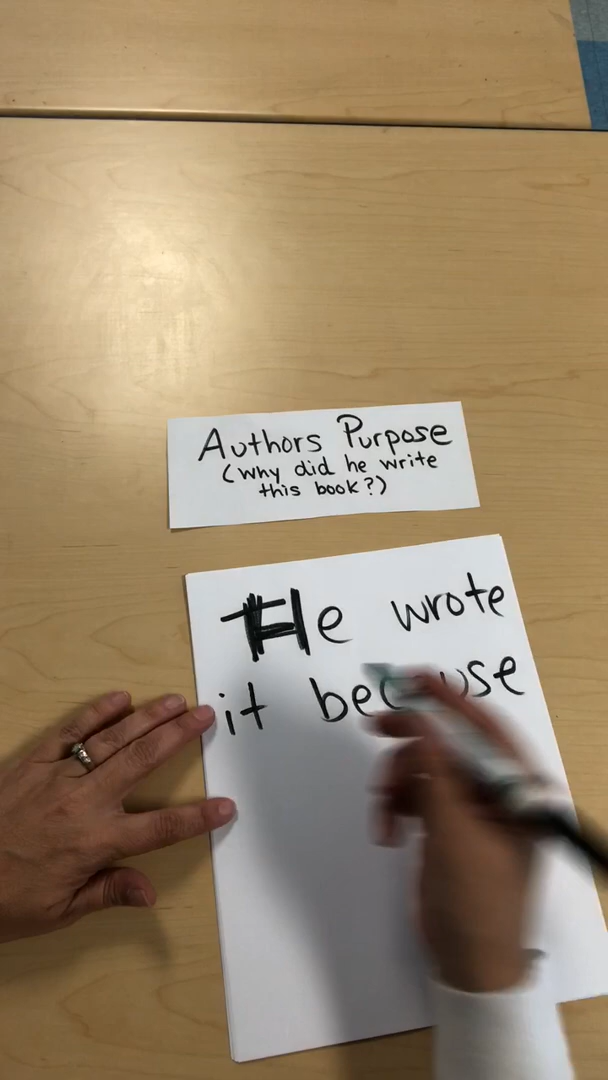 Authors Purpose
(Why did he write
this book?)
He wrote
it because